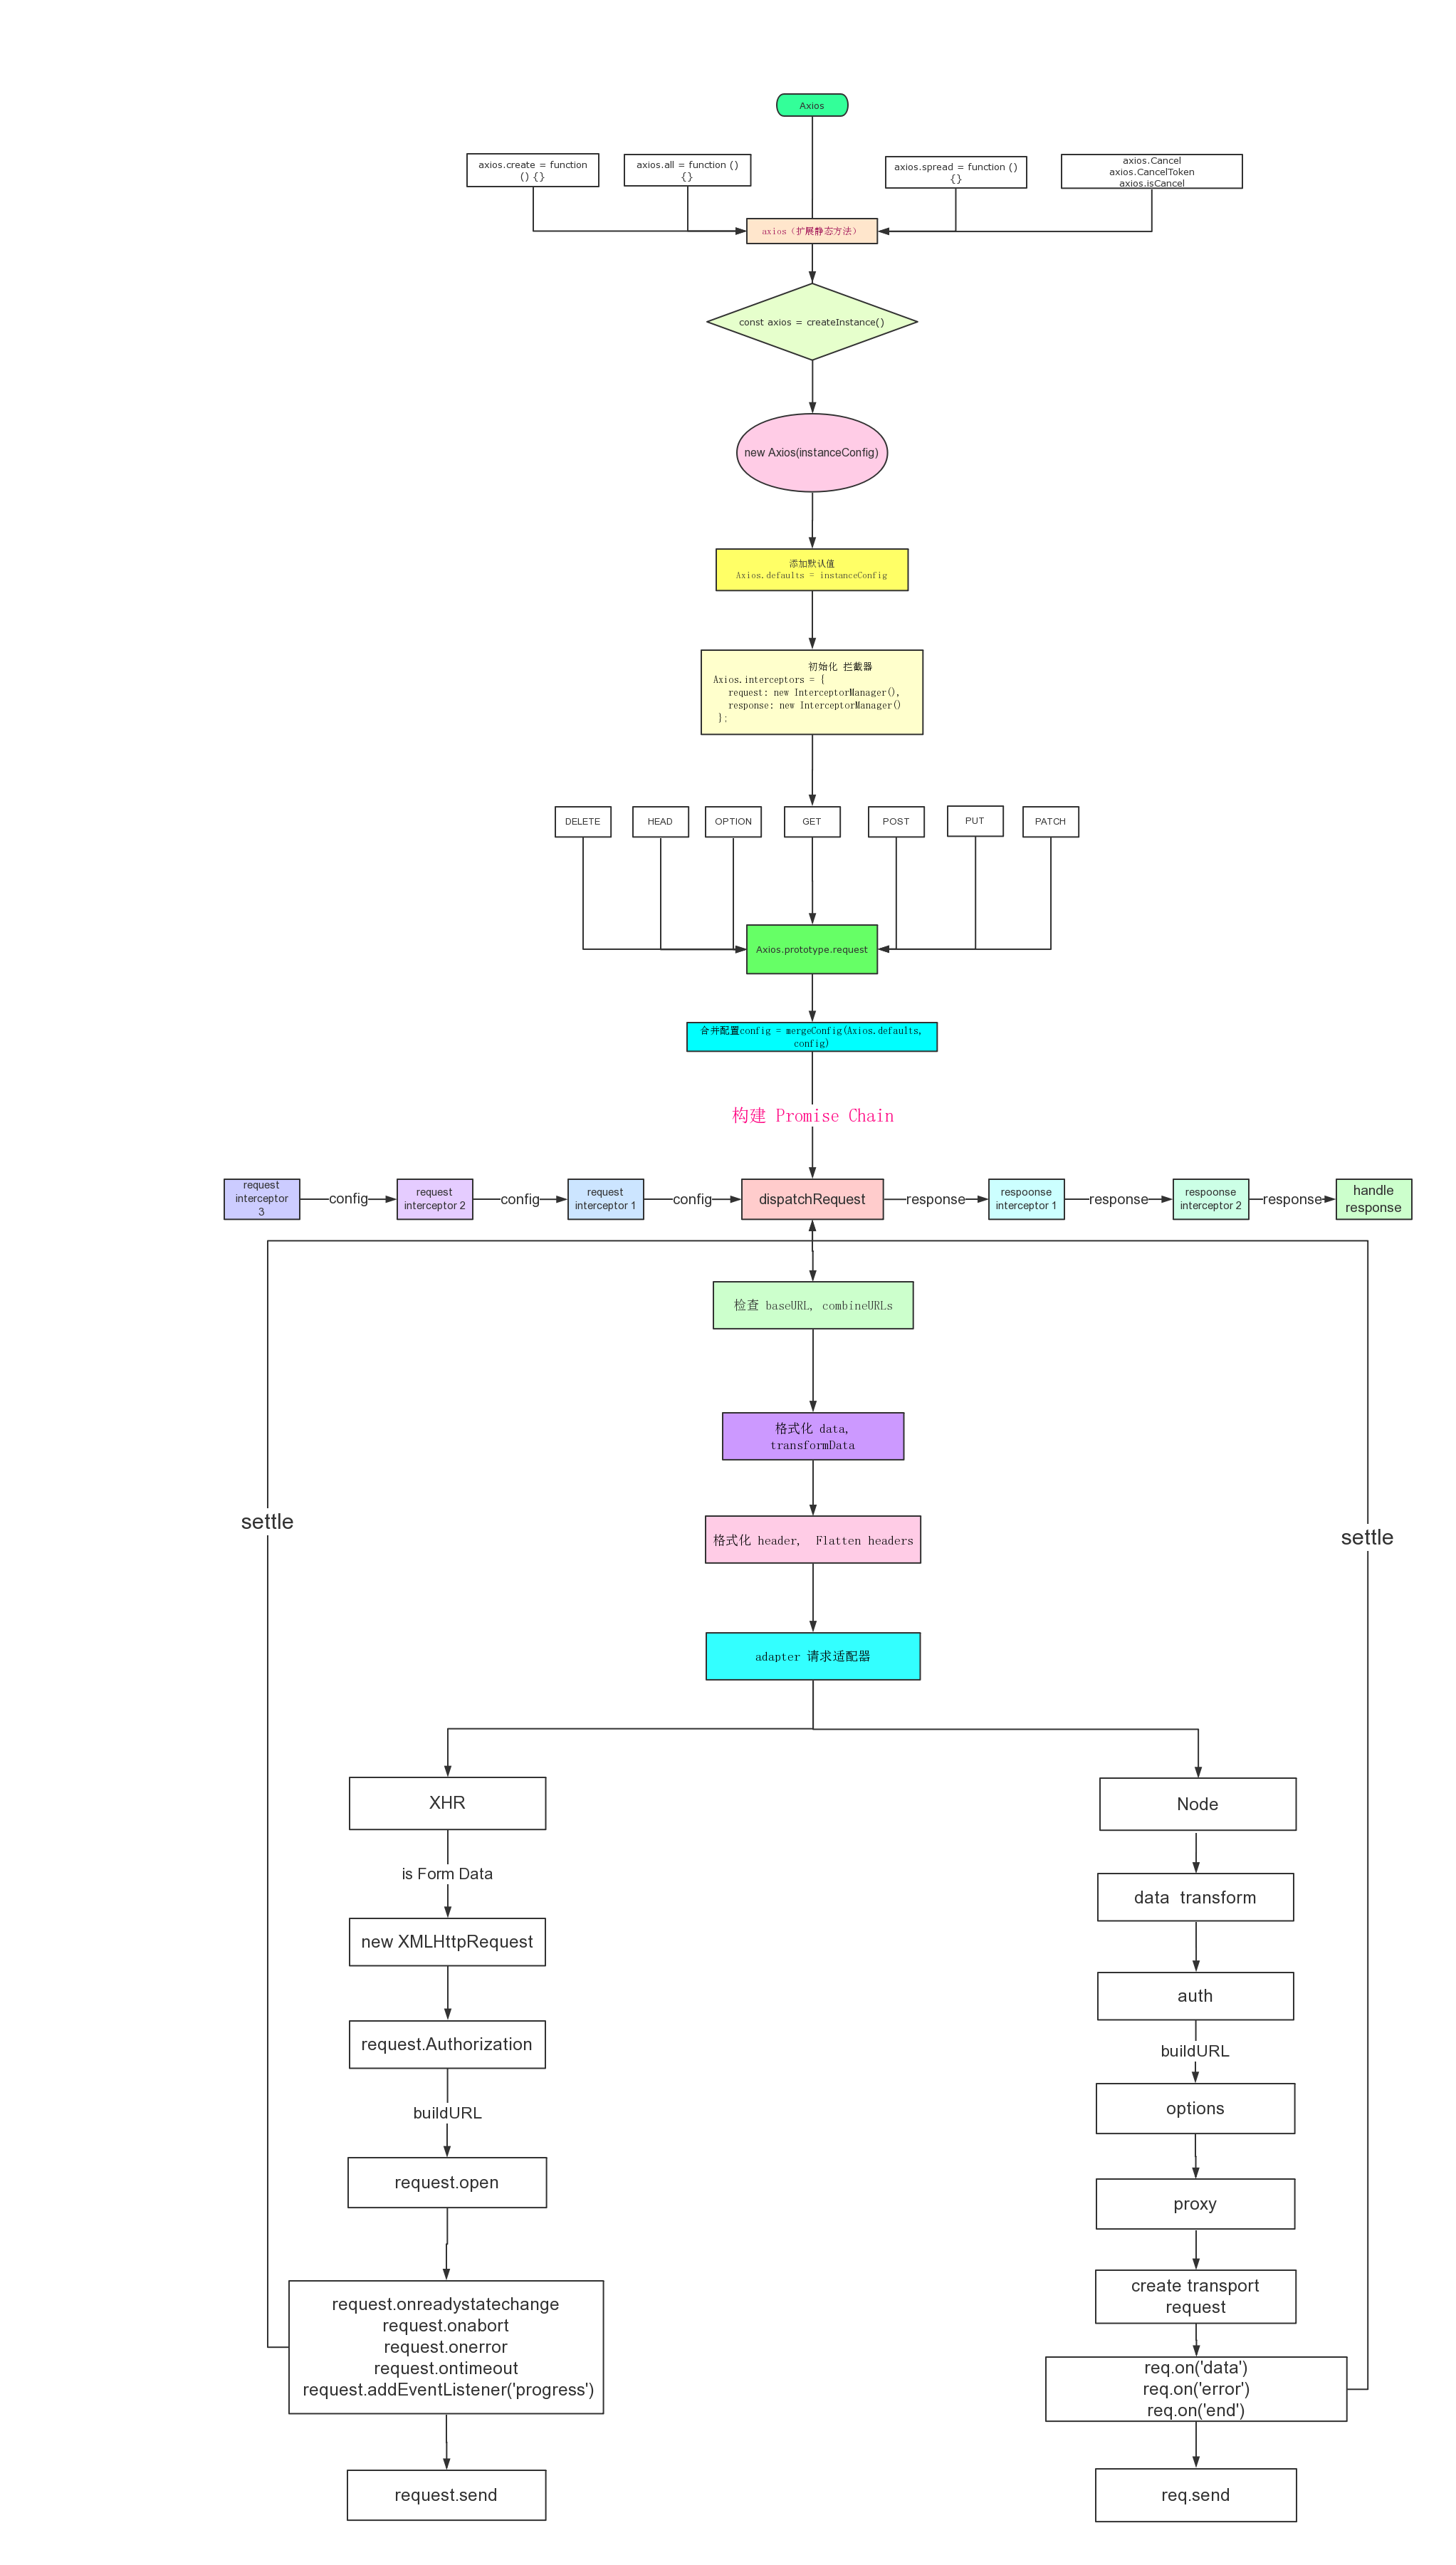 Axios
axios.create = function
() {}
axios.all = function ()
{}
axios.spread = function ()
{}
axios.Cancel
axios.CancelToken
axios.isCancel
axios（扩展静态方法）
const axios = createInstance()
new Axios(instanceConfig)
添加默认值
Axios.defaults = instanceConfig
初始化 拦截器
Axios.interceptors = {
request: new InterceptorManager(),
response: new InterceptorManager()
};
DELETE
HEAD
OPTION
GET
POST
PUT
PATCH
Axios.prototype.request
合并配置config = mergeConfig(Axios.defaults,
config)
构建 Promise Chain
request
interceptor
3
config
request
interceptor 2
config
request
interceptor 1
config
dispatchRequest
response
respoonse
interceptor 1
response
respoonse
interceptor 2
response
handle
response
检查 baseURL, combineURLs
格式化 data,
transformData
格式化 header,  Flatten headers
adapter 请求适配器
settle
settle
XHR
is Form Data
new XMLHttpRequest
request.Authorization
buildURL
request.open
request.onreadystatechange
request.onabort
request.onerror
request.ontimeout
request.addEventListener('progress')
request.send
Node
data  transform
auth
buildURL
options
proxy
create transport
request
req.on('data')
req.on('error')
req.on('end')
req.send